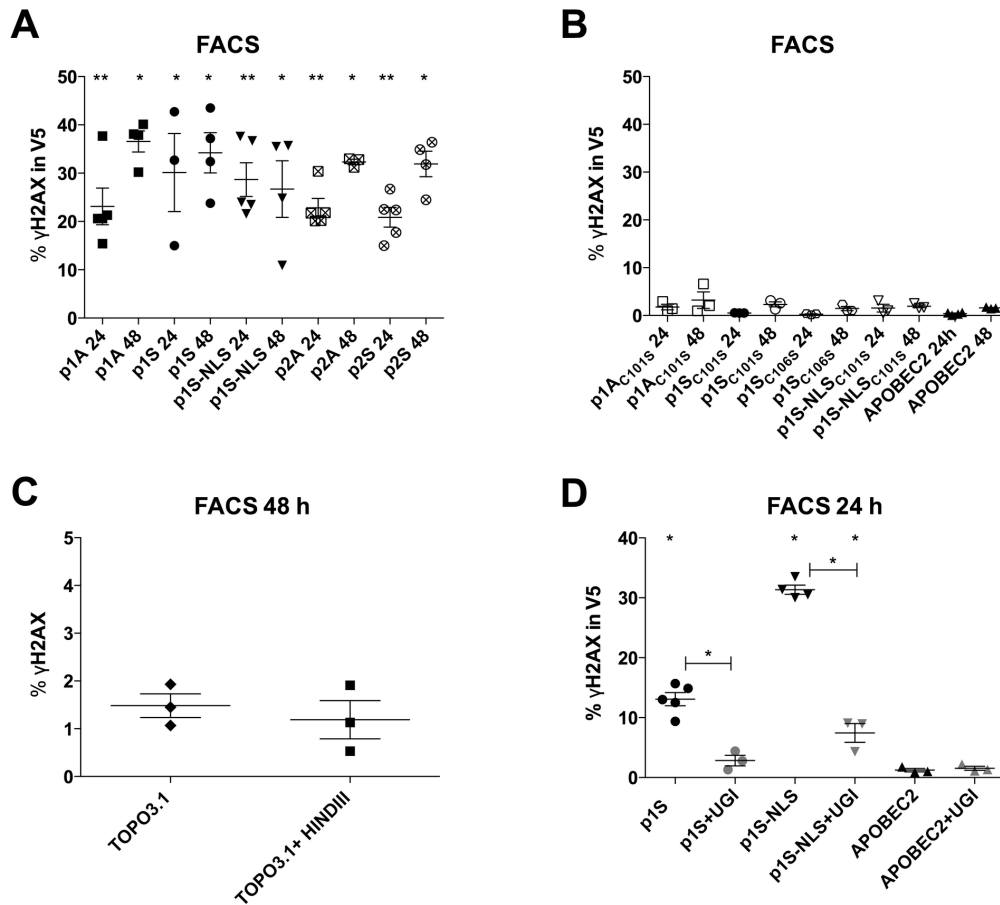 A
FACS
** * * * ** * ** * ** *
% γH2AX in V5
50
40
30
20
10
0
p1A 24
p1A 48
p1S 24
p1S 48
p1S-NLS 24
p1S-NLS 48
p2A 24
p2A 48
p2S 24
p2S 48
B
FACS
% γH2AX in V5
50
40
30
20
10
0
p1AC101S 24
p1AC101S 48
p1SC101S 24
p1SC101S 48
p1SC106S 24
p1SC106S 48
p1S-NLSC101S 24
p1S-NLSC101S 48
APOBEC2 24h
APOBEC2 48
C
FACS 48 h
% γH2AX
5
4
3
2
1
0
TOPO3.1
TOPO3.1+ HINDIII
D
FACS 24 h
* * *
*
*
% γH2AX in V5
40
30
20
10
0
p1S
p1S+UGI
p1S-NLS
p1S-NLS+UGI
APOBEC2
APOBEC2+UGI